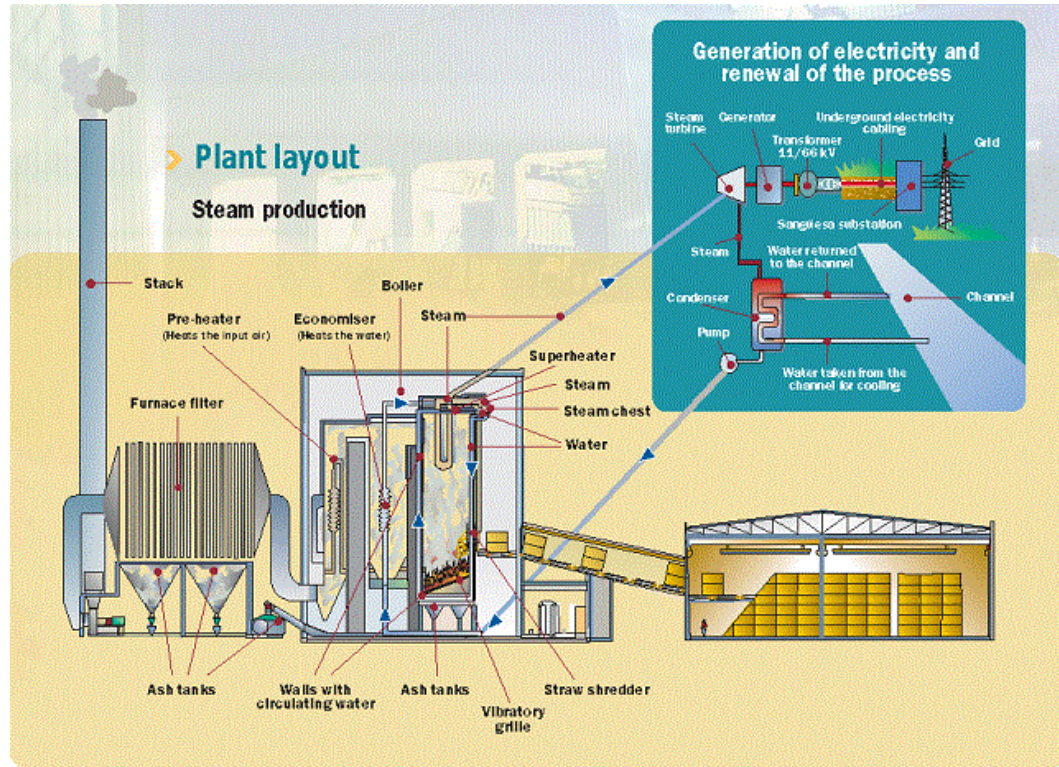 Generation of electricity and
renewal of the process
Steam
turbine
Generator
Transformer
11/66 kV
Underground electricity
cabling
Grid
Sangüesa substation
Steam
Water returned
to the channel
Condenser
Channel
Pump
Water taken from the
channel for cooling
Plant layout
Steam production
Stack
Pre-heater
(Heats the input air)
Economiser
(Heats the water)
Boiler
Steam
Superheater
Steam
Steam chest
Water
Furnace filter
Ash tanks
Walls with
circulating water
Ash tanks
Vibratory
grille
Straw shredder